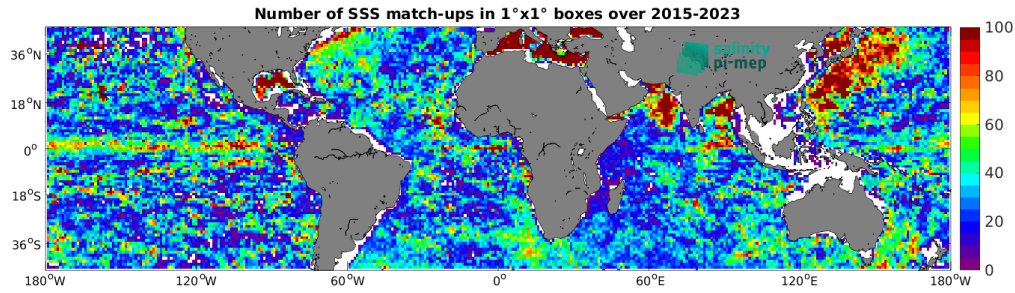 Number of SSS match-ups in 1°x1° boxes over 2015-2023
salinity
pi-mep
36°N
18°N
0°
18°S
36°S
180°W
120°W
60°W
0°
60°E
120°E
180°W
100
80
60
40
20
0